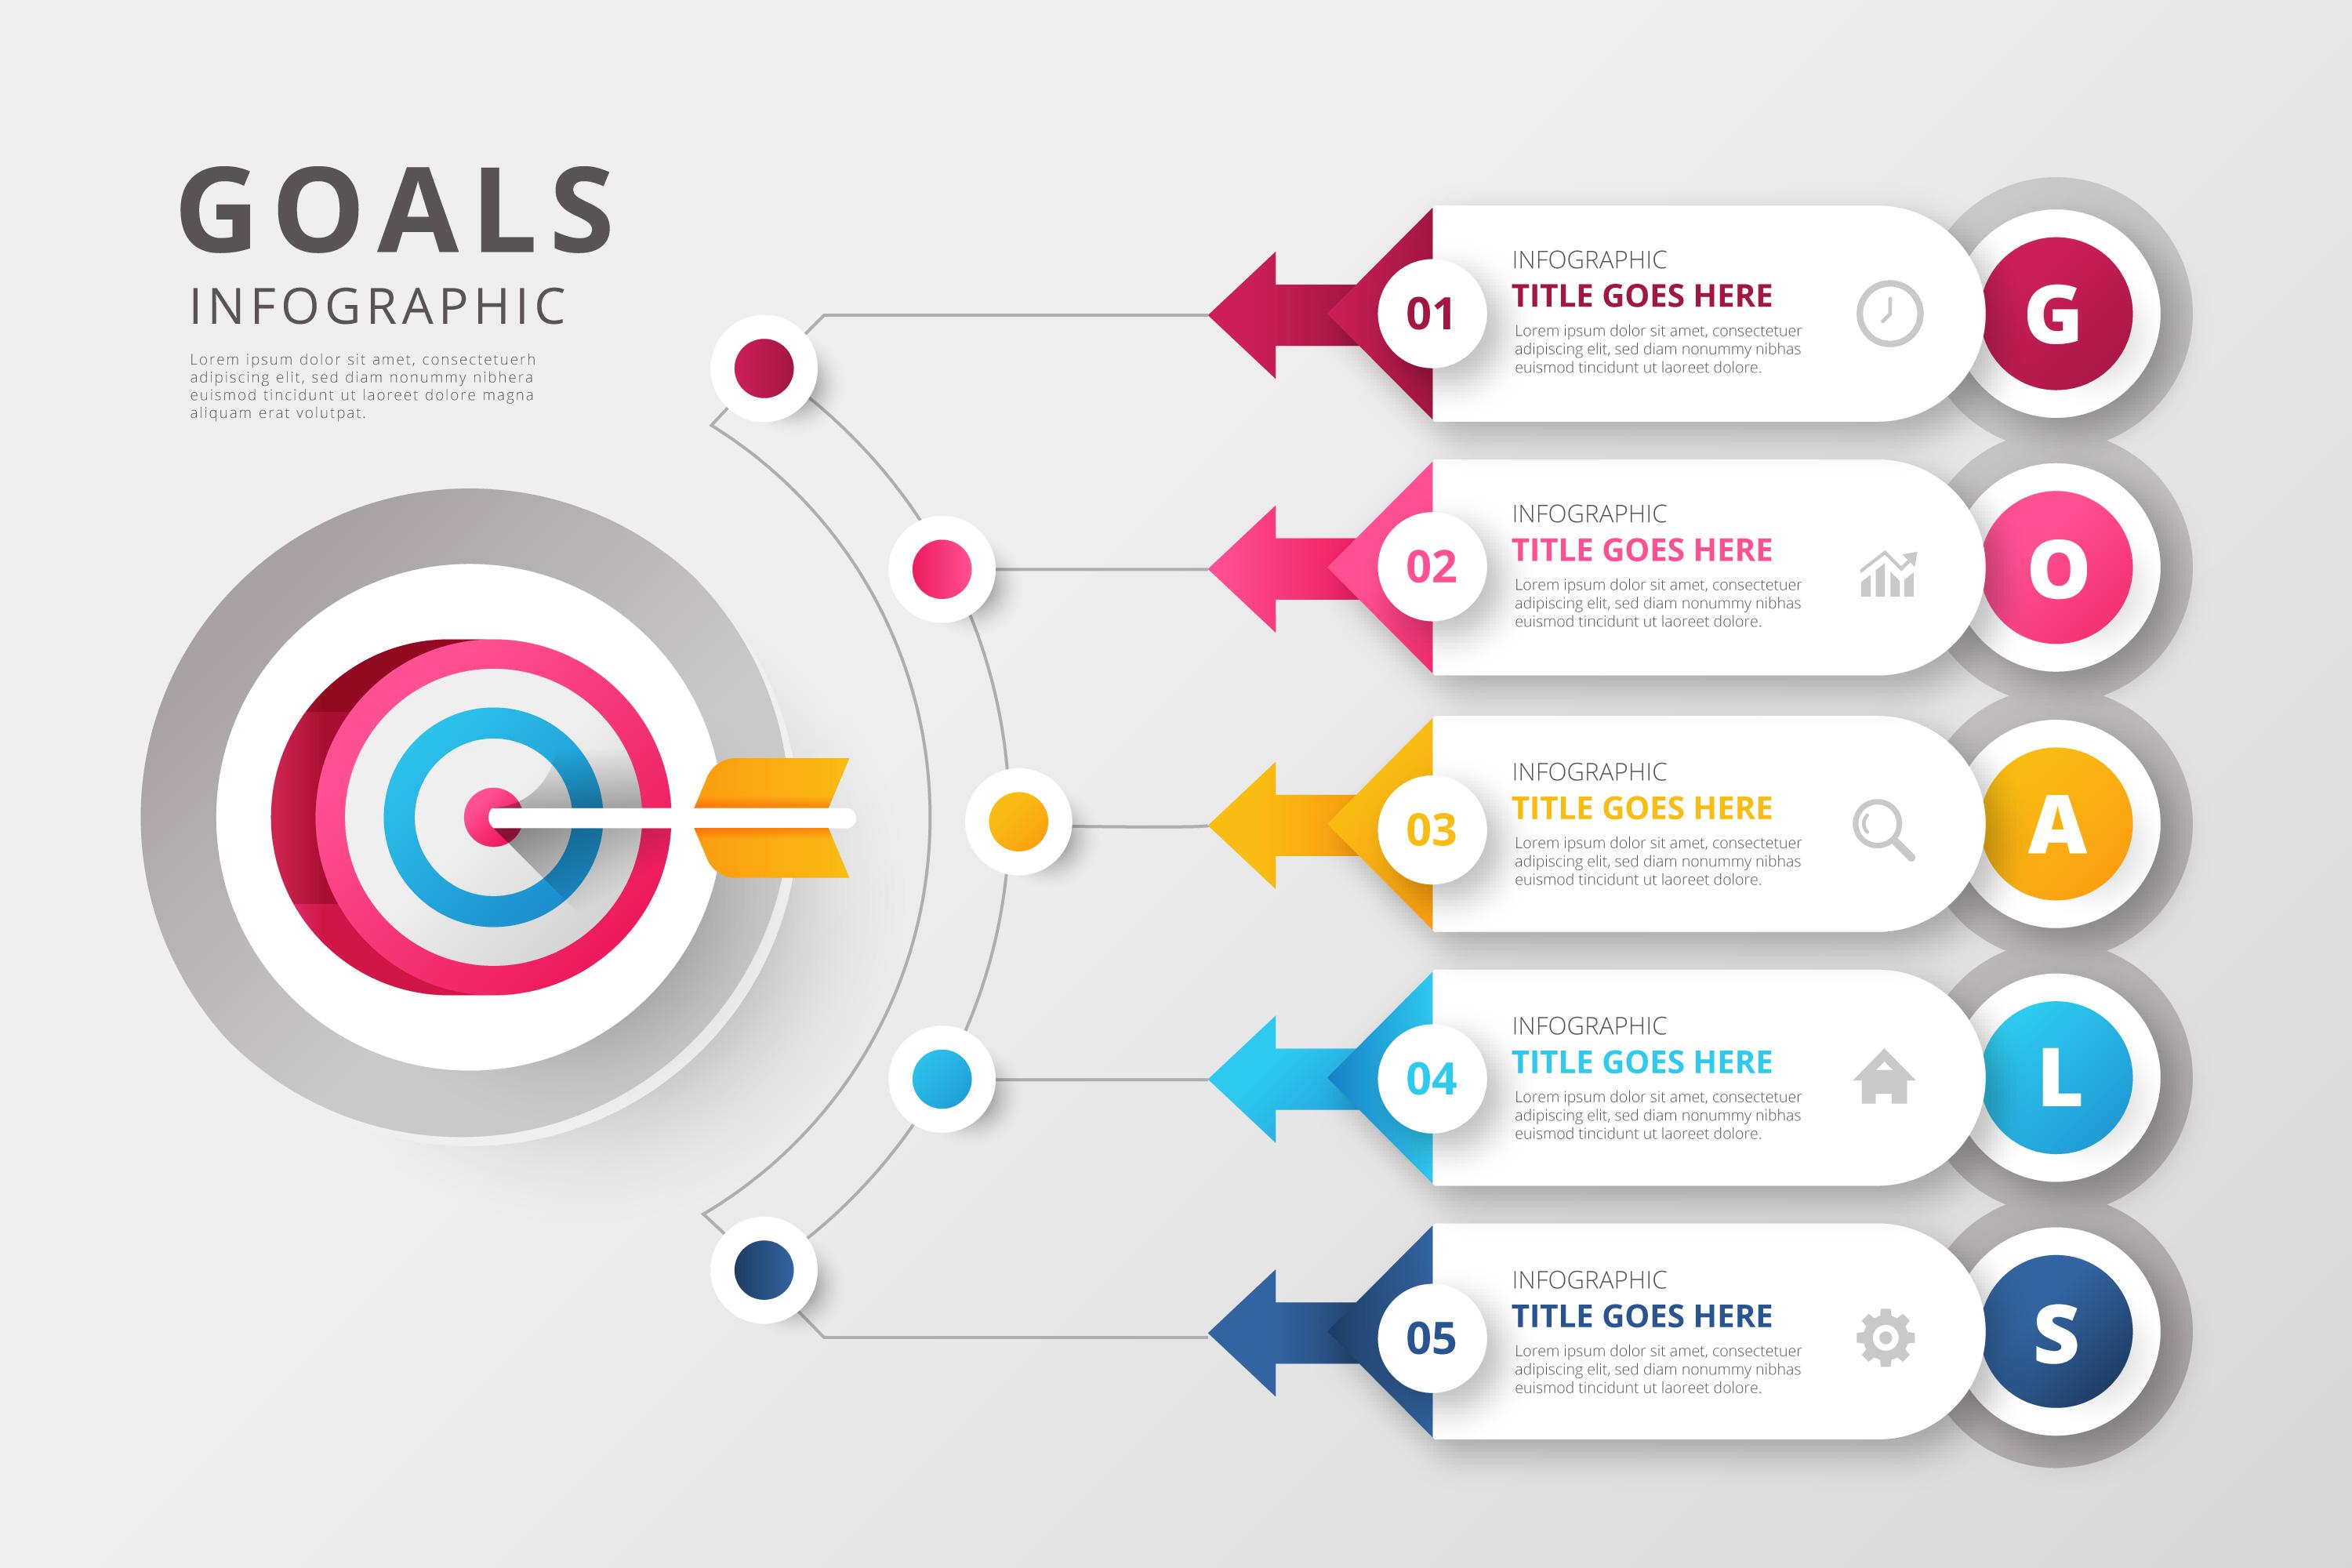 GOALS
INFOGRAPHIC
Lorem ipsum dolor sit amet, consectetuerh
adipiscing elit, sed diam nonummy nibhera
euismod tincidunt ut laoreet dolore magna
aliquam erat volutpat.
01
INFOGRAPHIC
TITLE GOES HERE
Lorem ipsum dolor sit amet, consectetuer
adipiscing elit, sed diam nonummy nibhas
euismod tincidunt ut laoreet dolore.
G
02
INFOGRAPHIC
TITLE GOES HERE
Lorem ipsum dolor sit amet, consectetuer
adipiscing elit, sed diam nonummy nibhas
euismod tincidunt ut laoreet dolore.
O
03
INFOGRAPHIC
TITLE GOES HERE
Lorem ipsum dolor sit amet, consectetuer
adipiscing elit, sed diam nonummy nibhas
euismod tincidunt ut laoreet dolore.
A
04
INFOGRAPHIC
TITLE GOES HERE
Lorem ipsum dolor sit amet, consectetuer
adipiscing elit, sed diam nonummy nibhas
euismod tincidunt ut laoreet dolore.
L
05
INFOGRAPHIC
TITLE GOES HERE
Lorem ipsum dolor sit amet, consectetuer
adipiscing elit, sed diam nonummy nibhas
euismod tincidunt ut laoreet dolore.
S